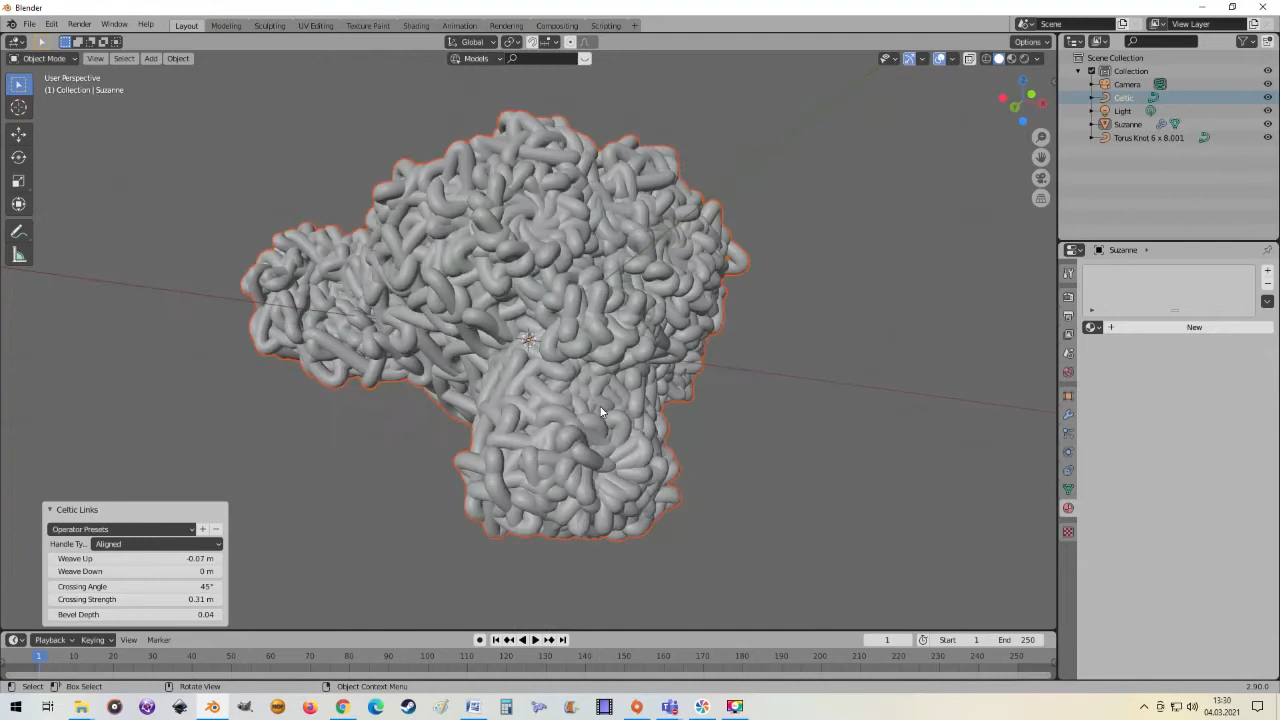 Blender
File Edit Render Window Help Layout Modeling Sculpting UV Editing Texture Paint Shading Animation Rendering Compositing Scripting + Scene View Layer
Global Options
Object Mode View Select Add Object Models
User Perspective
(1) Collection | Suzanne
Scene Collection
Collection
Camera
Celtic
Light
Suzanne
Torus Knot 6 x 8.001
Suzanne
New
Celtic Links
Operator Presets
Handle Ty.. Aligned
Weave Up -0.07 m
Weave Down 0 m
Crossing Angle 45°
Crossing Strength 0.31 m
Bevel Depth 0.04
Playback Keying View Marker 1 Start 1 End 250
1 10 20 30 40 50 60 70 80 90 100 110 120 130 140 150 160 170 180 190 200 210 220 230 240 250
Select Box Select Rotate View Object Context Menu 2.90.0
13:30
04.03.2021